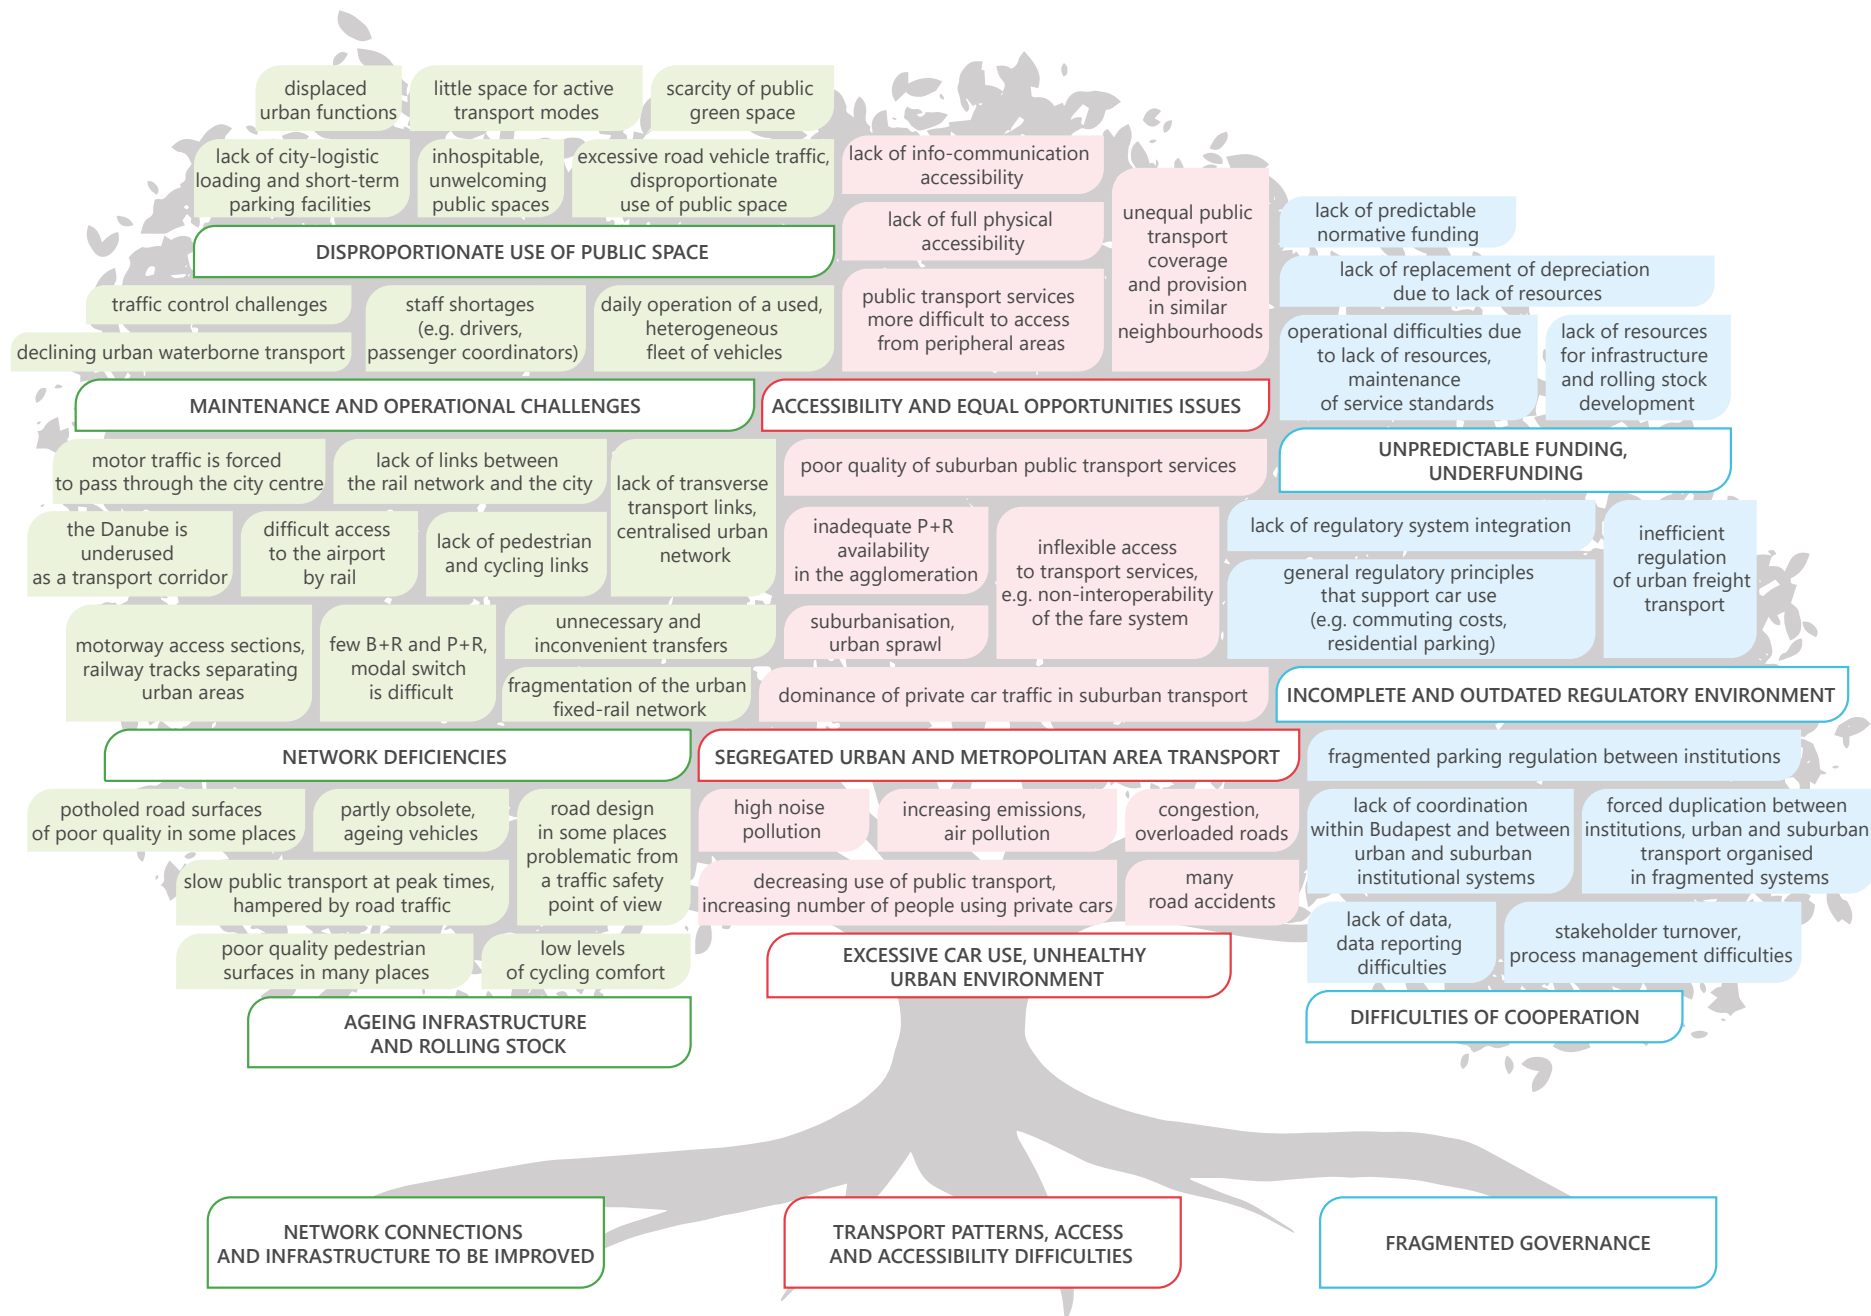 displaced
urban functions
little space for active
transport modes
scarcity of public
green space
lack of city-logistic
loading and short-term
parking facilities
inhospitable,
unwelcoming
public spaces
excessive road vehicle traffic,
disproportionate
use of public space
DISPROPORTIONATE USE OF PUBLIC SPACE
traffic control challenges
declining urban waterborne transport
staff shortages
(e.g. drivers,
passenger coordinators)
daily operation of a used,
heterogeneous
fleet of vehicles
MAINTENANCE AND OPERATIONAL CHALLENGES
motor traffic is forced
to pass through the city centre
lack of links between
the rail network and the city
lack of transverse
transport links,
centralised urban
network
the Danube is
underused
as a transport corridor
difficult access
to the airport
by rail
lack of pedestrian
and cycling links
motorway access sections,
railway tracks separating
urban areas
few B+R and P+R,
modal switch
is difficult
unnecessary and
inconvenient transfers
fragmentation of the urban
fixed-rail network
NETWORK DEFICIENCIES
potholed road surfaces
of poor quality in some places
partly obsolete,
ageing vehicles
road design
in some places
problematic from
a traffic safety
point of view
slow public transport at peak times,
hampered by road traffic
poor quality pedestrian
surfaces in many places
low levels
of cycling comfort
AGEING INFRASTRUCTURE
AND ROLLING STOCK
lack of info-communication
accessibility
lack of full physical
accessibility
public transport services
more difficult to access
from peripheral areas
unequal public
transport
coverage
and provision
in similar
neighbourhoods
ACCESSIBILITY AND EQUAL OPPORTUNITIES ISSUES
poor quality of suburban public transport services
inadequate P+R
availability
in the agglomeration
inflexible access
to transport services,
e.g. non-interoperability
of the fare system
suburbanisation,
urban sprawl
dominance of private car traffic in suburban transport
SEGREGATED URBAN AND METROPOLITAN AREA TRANSPORT
high noise
pollution
increasing emissions,
air pollution
congestion,
overloaded roads
decreasing use of public transport,
increasing number of people using private cars
many
road accidents
EXCESSIVE CAR USE, UNHEALTHY
URBAN ENVIRONMENT
lack of predictable
normative funding
lack of replacement of depreciation
due to lack of resources
operational difficulties due
to lack of resources,
maintenance
of service standards
lack of resources
for infrastructure
and rolling stock
development
UNPREDICTABLE FUNDING,
UNDERFUNDING
lack of regulatory system integration
general regulatory principles
that support car use
(e.g. commuting costs,
residential parking)
inefficient
regulation
of urban freight
transport
INCOMPLETE AND OUTDATED REGULATORY ENVIRONMENT
fragmented parking regulation between institutions
lack of coordination
within Budapest and between
urban and suburban
institutional systems
forced duplication between
institutions, urban and suburban
transport organised
in fragmented systems
lack of data,
data reporting
difficulties
stakeholder turnover,
process management difficulties
DIFFICULTIES OF COOPERATION
NETWORK CONNECTIONS
AND INFRASTRUCTURE TO BE IMPROVED
TRANSPORT PATTERNS, ACCESS
AND ACCESSIBILITY DIFFICULTIES
FRAGMENTED GOVERNANCE